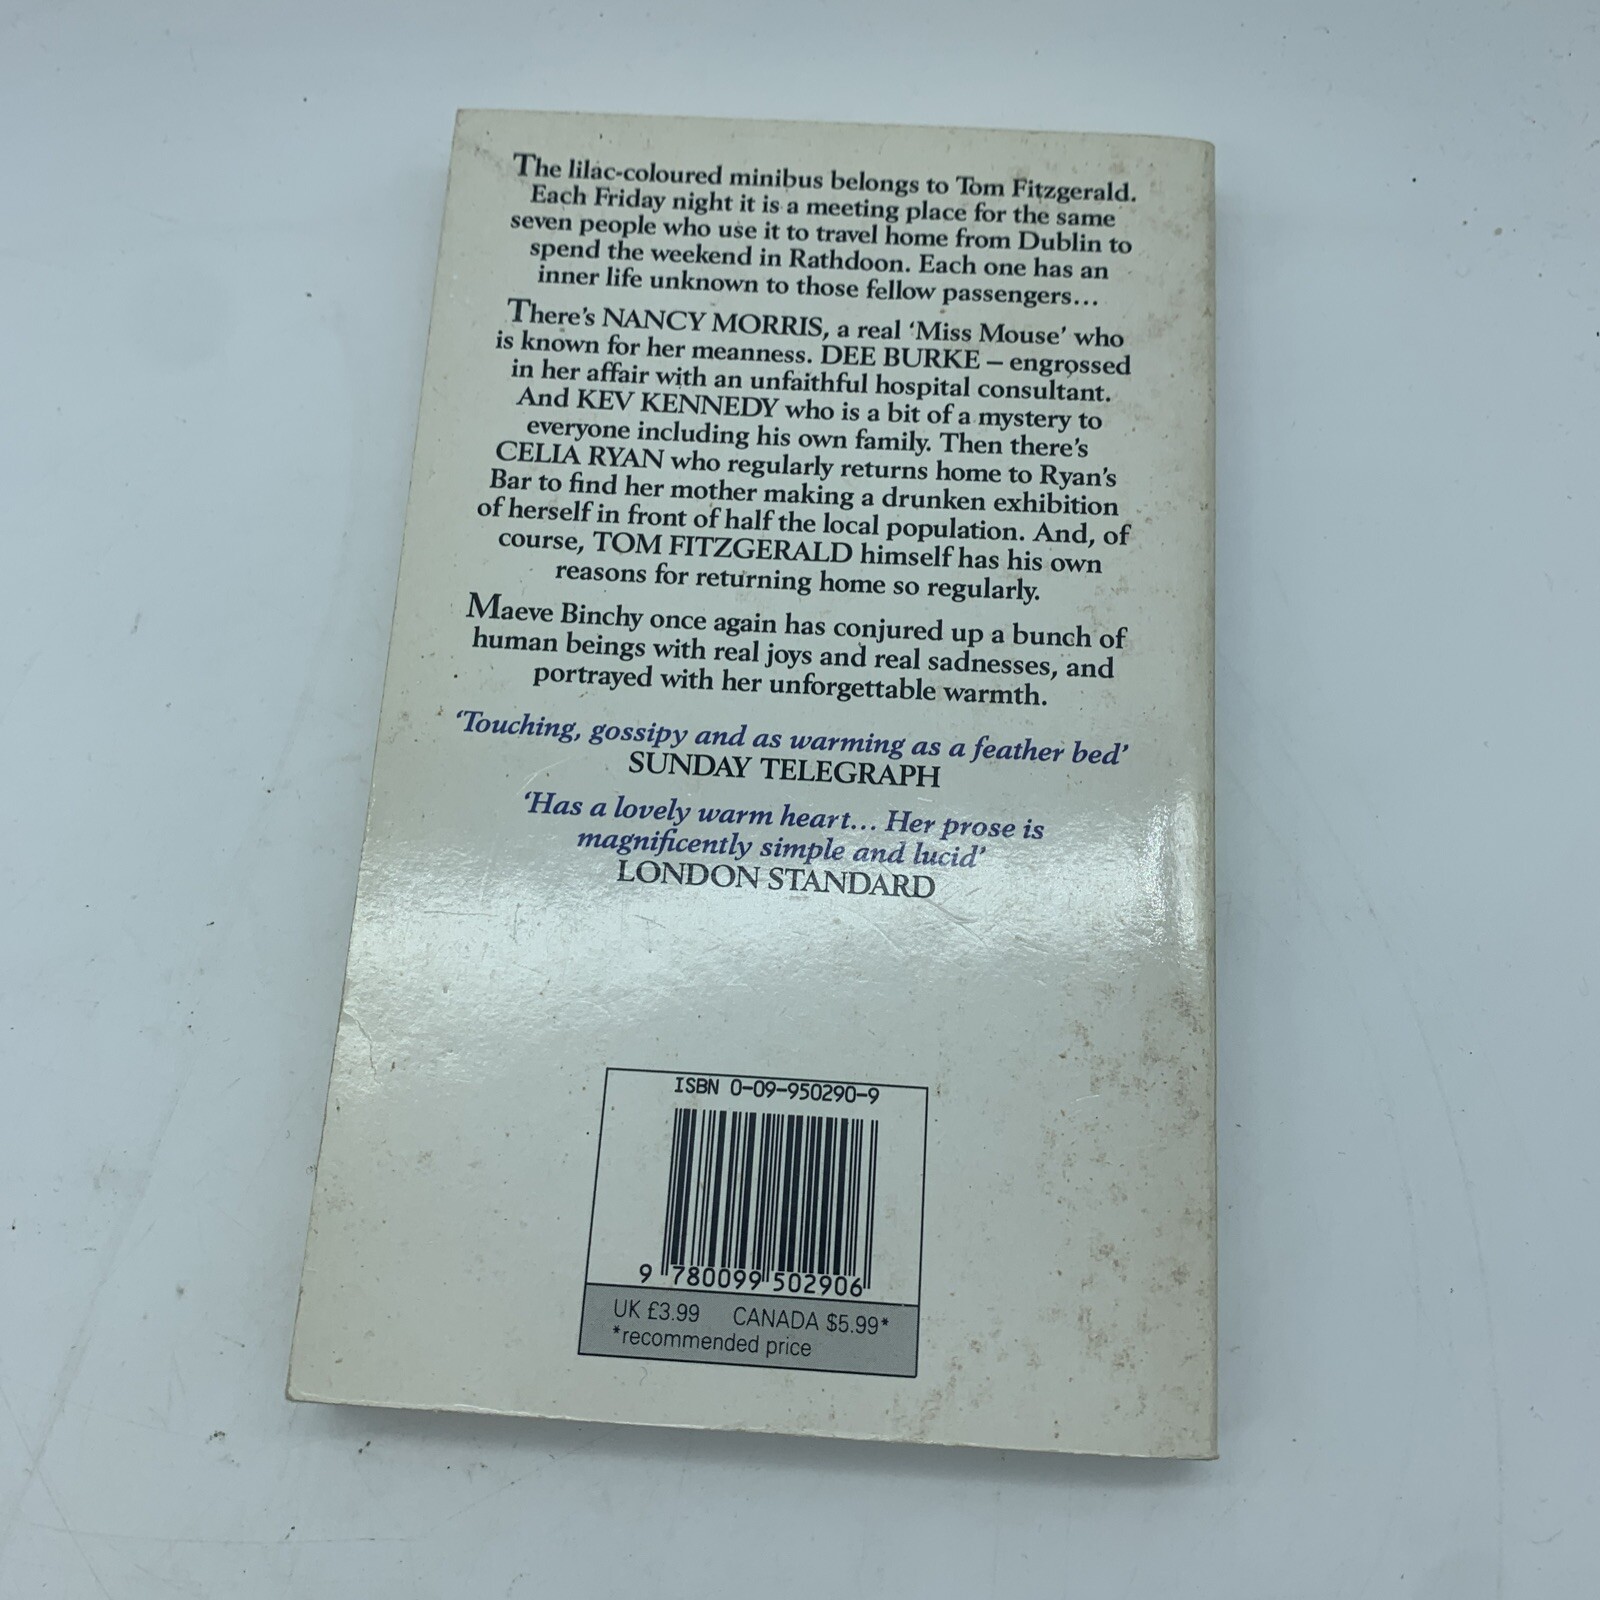 The lilac-coloured minibus belongs to Tom Fitzgerald.
Each Friday night it is a meeting place for the same
seven people who use it to travel home from Dublin to
spend the weekend in Rathdoon. Each one has an
inner life unknown to those fellow passengers...
There's NANCY MORRIS, a real 'Miss Mouse' who
is known for her meanness. DEE BURKE – engrossed
in her affair with an unfaithful hospital consultant.
And KEV KENNEDY who is a bit of a mystery to
everyone including his own family. Then there's
CELIA RYAN who regularly returns home to Ryan's
Bar to find her mother making a drunken exhibition
of herself in front of half the local population. And, of
course, TOM FITZGERALD himself has his own
reasons for returning home so regularly.
Maeve Binchy once again has conjured up a bunch of
human beings with real joys and real sadnesses, and
portrayed with her unforgettable warmth.
'Touching, gossipy and as warming as a feather bed'
SUNDAY TELEGRAPH
'Has a lovely warm heart... Her prose is
magnificently simple and lucid'
LONDON STANDARD
ISBN 0-09-950290-9
9 780099 502906
UK £3.99 CANADA $5.99*
*recommended price